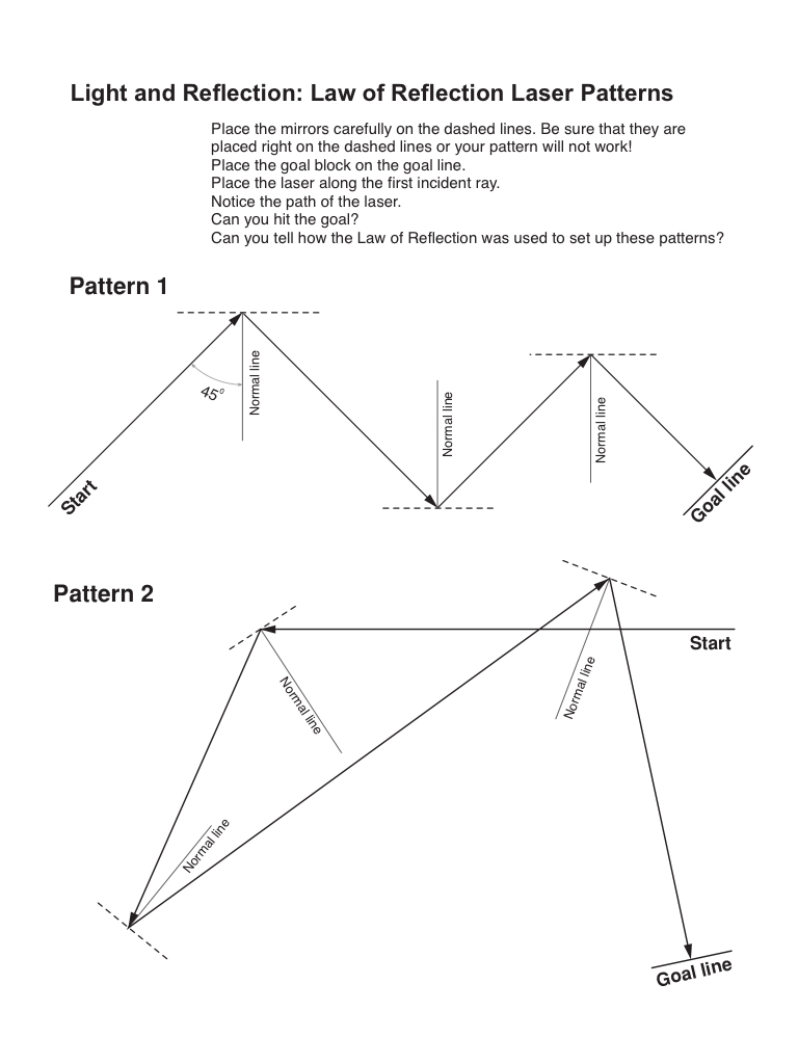 Light and Reflection: Law of Reflection Laser Patterns
Place the mirrors carefully on the dashed lines. Be sure that they are
placed right on the dashed lines or your pattern will not work!
Place the goal block on the goal line.
Place the laser along the first incident ray.
Notice the path of the laser.
Can you hit the goal?
Can you tell how the Law of Reflection was used to set up these patterns?
Pattern 1
45°
Normal line
Normal line
Normal line
Start
Goal line
Pattern 2
Start
Normal line
Normal line
Normal line
Goal line